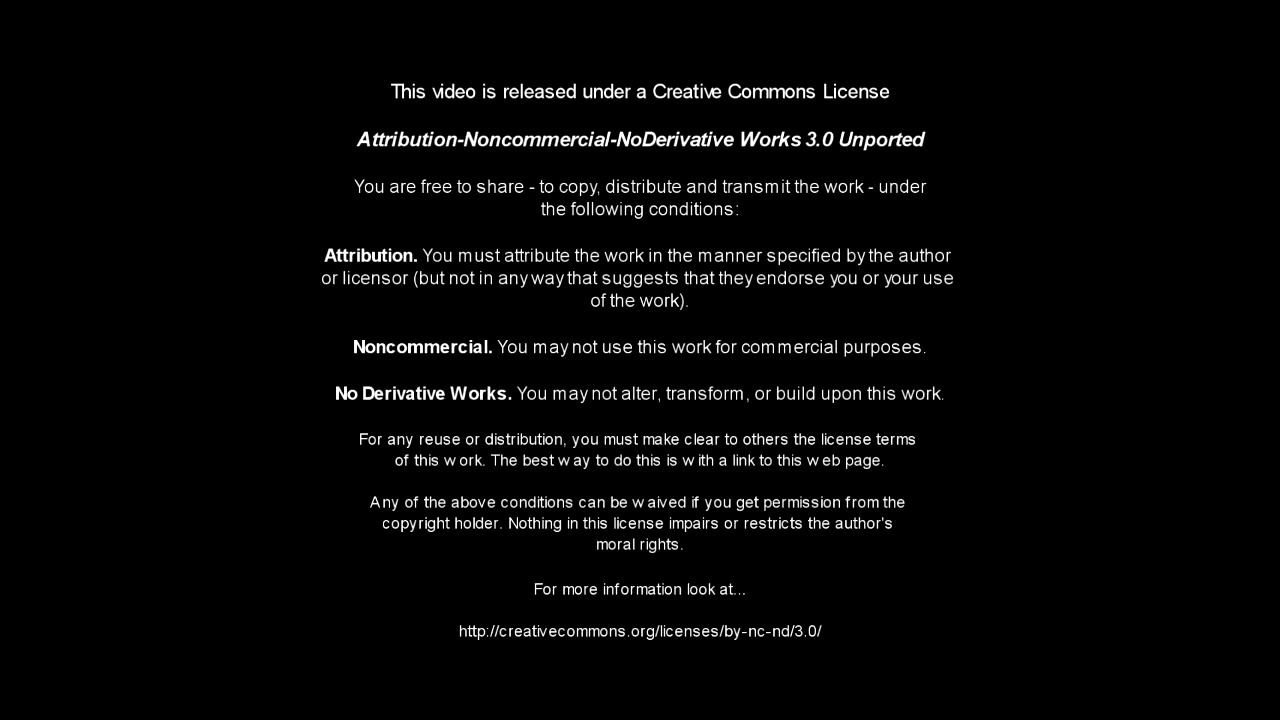 This video is released under a Creative Commons License
Attribution-Noncommercial-NoDerivative Works 3.0 Unported
You are free to share - to copy, distribute and transmit the work - under
the following conditions:
Attribution. You must attribute the work in the manner specified by the author
or licensor (but not in any way that suggests that they endorse you or your use
of the work).
Noncommercial. You may not use this work for commercial purposes.
No Derivative Works. You may not alter, transform, or build upon this work.
For any reuse or distribution, you must make clear to others the license terms
of this work. The best way to do this is with a link to this web page.
Any of the above conditions can be waived if you get permission from the
copyright holder. Nothing in this license impairs or restricts the author's
moral rights.
For more information look at...
http://creativecommons.org/licenses/by-nc-nd/3.0/